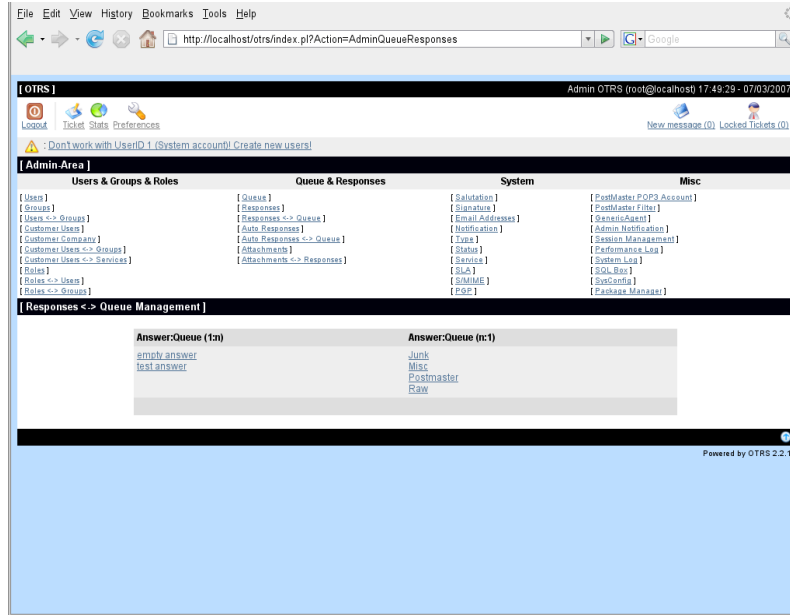 File Edit View History Bookmarks Tools Help
http://localhost/otrs/index.pl?Action=AdminQueueResponses
G Google
[ OTRS ]
Admin OTRS (root@localhost) 17:49:29 - 07/03/2007
Logout Ticket Stats Preferences
New message (0) Locked Tickets (0)
: Don't work with UserID 1 (System account)! Create new users!
[ Admin-Area ]
Users & Groups & Roles Queue & Responses System Misc
[ Users ] [ Queue ] [ Salutation ] [ PostMaster POP3 Account ]
[ Groups ] [ Responses ] [ Signature ] [ PostMaster Filter ]
[ Users <-> Groups ] [ Responses <-> Queue ] [ Email Addresses ] [ GenericAgent ]
[ Customer Users ] [ Auto Responses ] [ Notification ] [ Admin Notification ]
[ Customer Company ] [ Auto Responses <-> Queue ] [ Type ] [ Session Management ]
[ Customer Users <-> Groups ] [ Attachments ] [ Status ] [ Performance Log ]
[ Customer Users <-> Services ] [ Attachments <-> Responses ] [ Service ] [ System Log ]
[ Roles ] [ SLA ] [ SQL Box ]
[ Roles <-> Users ] [ S/MIME ] [ SysConfig ]
[ Roles <-> Groups ] [ PGP ] [ Package Manager ]
[ Responses <-> Queue Management ]
Answer:Queue (1:n) Answer:Queue (n:1)
empty answer Junk
test answer Misc
Postmaster
Raw
Powered by OTRS 2.2.1